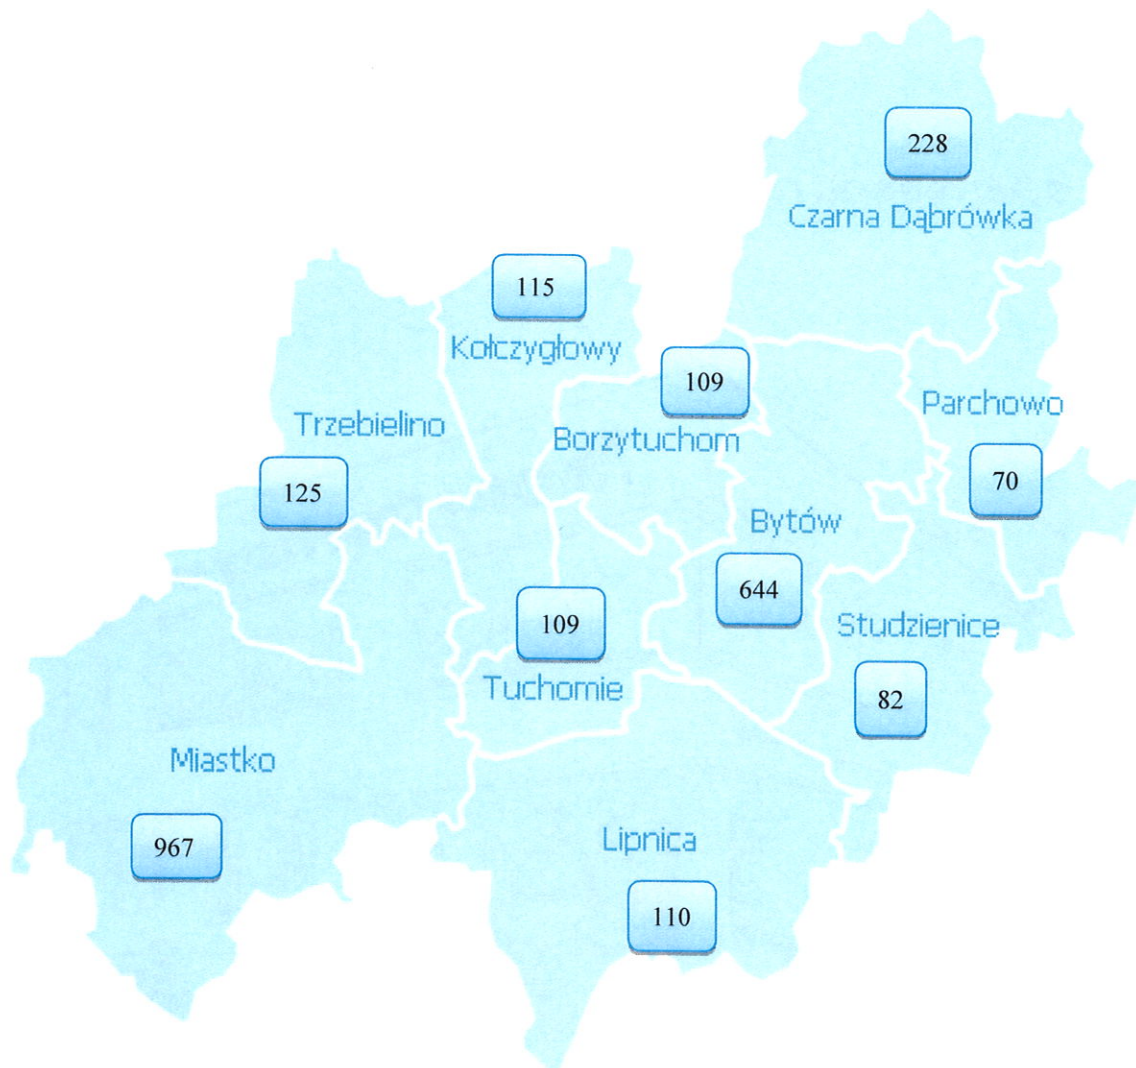 228
Czarna Dąbrówka
115
Kołczygłowy
109
Borzytuchom
Parchowo
70
Trzebielino
125
Bytów
644
109
Tuchomie
Studzienice
82
Miastko
967
Lipnica
110